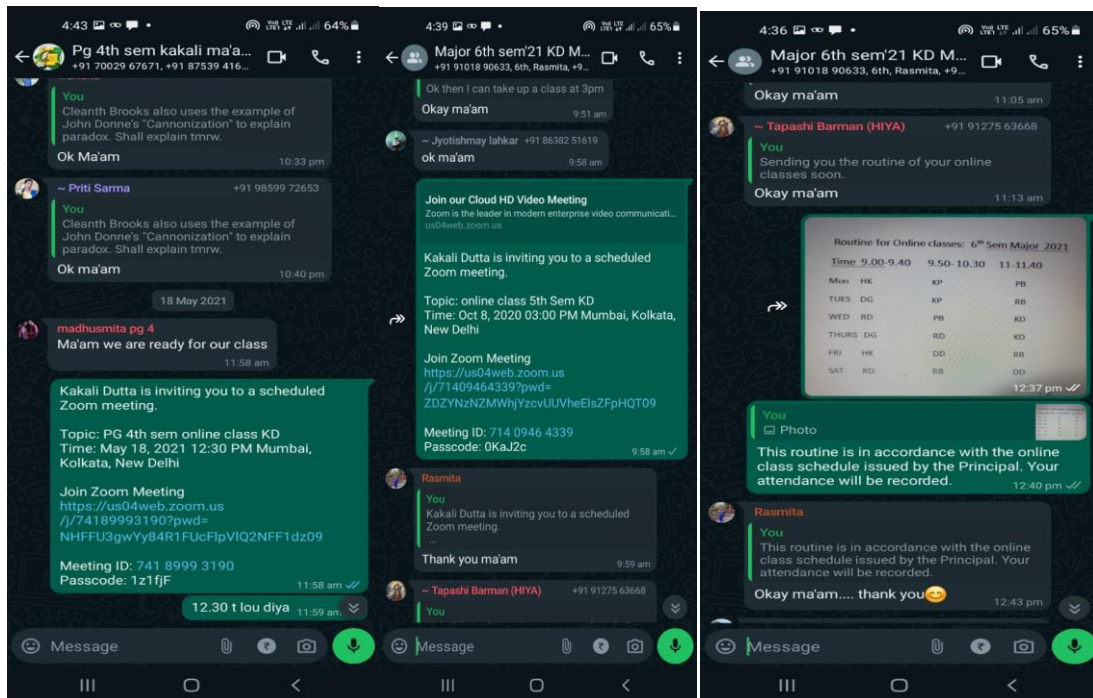 4:43
64%
Pg 4th sem kakali ma'a...
+91 70029 67671, +91 87539 416...
You
Cleanth Brooks also uses the example of
John Donne's "Cannonization" to explain
paradox. Shall explain tmrw.
Ok Ma'am
10:33 pm
~ Priti Sarma +91 98599 72653
You
Cleanth Brooks also uses the example of
John Donne's "Cannonization" to explain
paradox. Shall explain tmrw.
Ok ma'am
10:40 pm
18 May 2021
madhusmita pg 4
Ma'am we are ready for our class
11:58 am
Kakali Dutta is inviting you to a scheduled
Zoom meeting.
Topic: PG 4th sem online class KD
Time: May 18, 2021 12:30 PM Mumbai,
Kolkata, New Delhi
Join Zoom Meeting
https://us04web.zoom.us
/j/74189993190?pwd=
NHFFU3gwYy84R1FUcFlpVlQ2NFF1dz09
Meeting ID: 741 8999 3190
Passcode: 1z1fjF
11:58 am
12.30 t lou diya 11:59 am
Message
4:39
65%
Major 6th sem'21 KD M...
+91 91018 90633, 6th, Rasmita, +9...
Ok then I can take up a class at 3pm
Okay ma'am
9:51 am
~ Jyotishmay lahkar +91 86382 51619
ok ma'am
9:58 am
Join our Cloud HD Video Meeting
Zoom is the leader in modern enterprise video communicati...
us04web.zoom.us
Kakali Dutta is inviting you to a scheduled
Zoom meeting.
Topic: online class 5th Sem KD
Time: Oct 8, 2020 03:00 PM Mumbai, Kolkata,
New Delhi
Join Zoom Meeting
https://us04web.zoom.us
/j/71409464339?pwd=
ZDZYNzNZMWhjYzcvUUVheElsZFpHQT09
Meeting ID: 714 0946 4339
Passcode: 0KaJ2c
9:58 am
Rasmita
You
Kakali Dutta is inviting you to a scheduled
Zoom meeting.
...
Thank you ma'am
9:59 am
~ Tapashi Barman (HIYA) +91 91275 63668
You
Message
4:36
65%
Major 6th sem'21 KD M...
+91 91018 90633, 6th, Rasmita, +9...
Okay ma'am
11:05 am
~ Tapashi Barman (HIYA) +91 91275 63668
You
Sending you the routine of your online
classes soon.
Okay ma'am
11:13 am
Routine for Online classes: 6th Sem Major 2021
Time 9.00-9.40 9.50-10.30 11-11.40
Mon HK KP PB
TUES DG KP RB
WED RD PB KD
THURS DG RD KD
FRI HK DD RB
SAT RD RB DD
12:37 pm
You
Photo
This routine is in accordance with the online
class schedule issued by the Principal. Your
attendance will be recorded.
12:40 pm
Rasmita
You
This routine is in accordance with the online
class schedule issued by the Principal. Your
attendance will be recorded.
Okay ma'am.... thank you😊
12:43 pm
Message